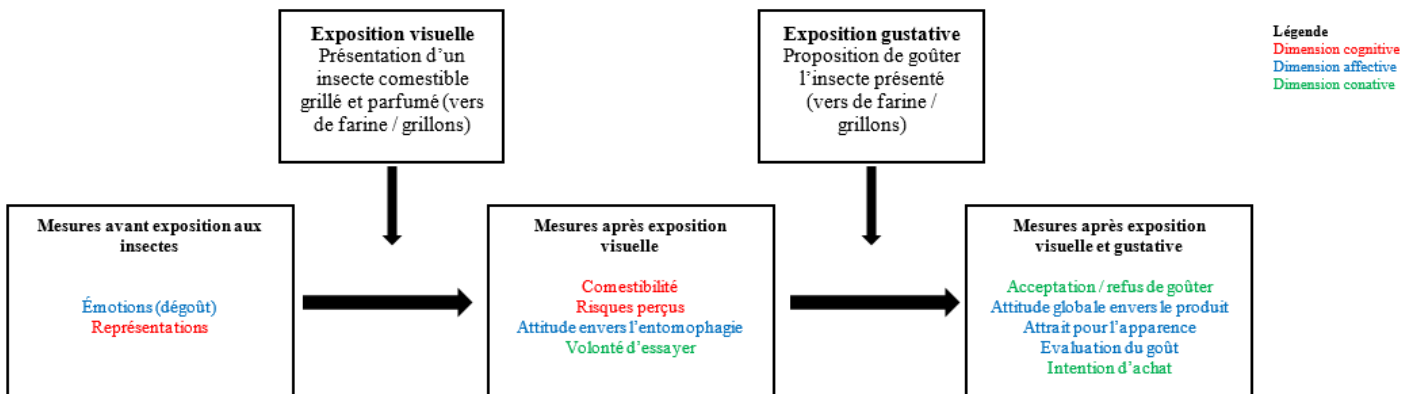 Exposition visuelle
Présentation d'un
insecte comestible
grillé et parfumé (vers
de farine / grillons)
Exposition gustative
Proposition de goûter
l'insecte présenté
(vers de farine /
grillons)
Légende
Dimension cognitive
Dimension affective
Dimension conative
Mesures avant exposition aux
insectes
Émotions (dégoût)
Représentations
Mesures après exposition
visuelle
Comestibilité
Risques perçus
Attitude envers l'entomophagie
Volonté d'essayer
Mesures après exposition
visuelle et gustative
Acceptation / refus de goûter
Attitude globale envers le produit
Attrait pour l'apparence
Evaluation du goût
Intention d'achat